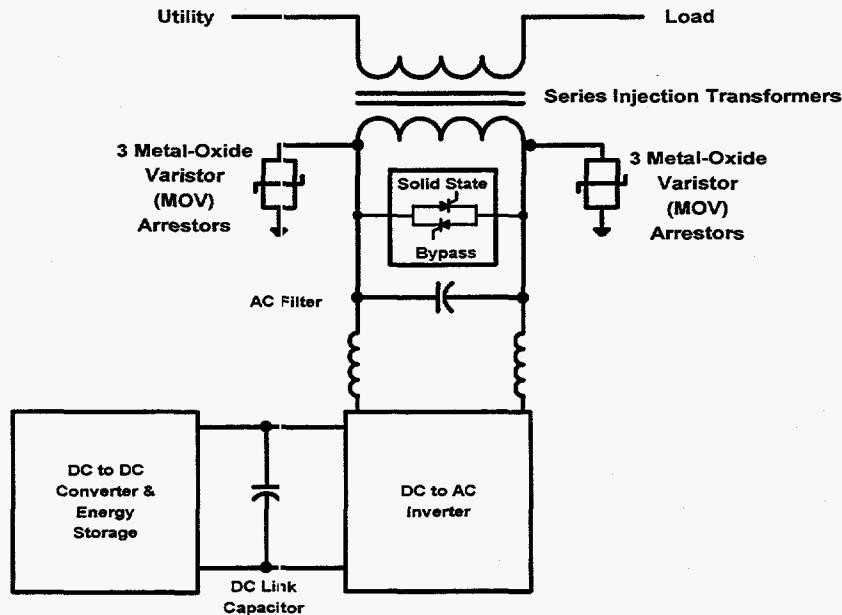 Utility
Load
Series Injection Transformers
3 Metal-Oxide
Varistor
(MOV)
Arrestors
Solid State
Bypass
3 Metal-Oxide
Varistor
(MOV)
Arrestors
AC Filter
DC to DC
Converter &
Energy
Storage
DC Link
Capacitor
DC to AC
Inverter